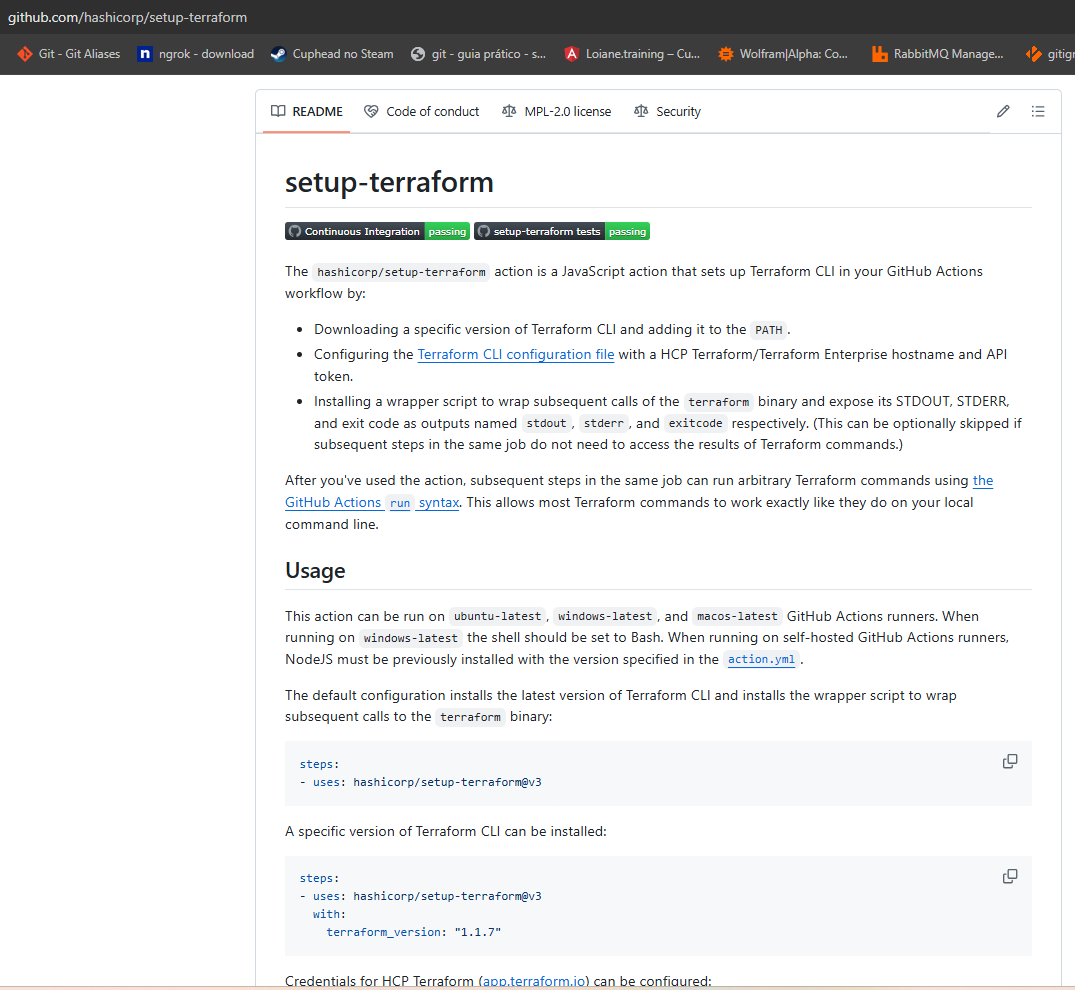 github.com/hashicorp/setup-terraform
Git - Git Aliases
n ngrok - download
Cuphead no Steam
git - guia prático - s...
A Loiane.training – Cu...
Wolfram|Alpha: Co...
RabbitMQ Manage...
README
Code of conduct
MPL-2.0 license
Security
setup-terraform
Continuous Integration passing
setup-terraform tests passing
The hashicorp/setup-terraform action is a JavaScript action that sets up Terraform CLI in your GitHub Actions
workflow by:
• Downloading a specific version of Terraform CLI and adding it to the PATH.
• Configuring the Terraform CLI configuration file with a HCP Terraform/Terraform Enterprise hostname and API
token.
• Installing a wrapper script to wrap subsequent calls of the terraform binary and expose its STDOUT, STDERR,
and exit code as outputs named stdout, stderr, and exitcode respectively. (This can be optionally skipped if
subsequent steps in the same job do not need to access the results of Terraform commands.)
After you've used the action, subsequent steps in the same job can run arbitrary Terraform commands using the
GitHub Actions run syntax. This allows most Terraform commands to work exactly like they do on your local
command line.
Usage
This action can be run on ubuntu-latest, windows-latest, and macos-latest GitHub Actions runners. When
running on windows-latest the shell should be set to Bash. When running on self-hosted GitHub Actions runners,
NodeJS must be previously installed with the version specified in the action.yml.
The default configuration installs the latest version of Terraform CLI and installs the wrapper script to wrap
subsequent calls to the terraform binary:
steps:
- uses: hashicorp/setup-terraform@v3
A specific version of Terraform CLI can be installed:
steps:
- uses: hashicorp/setup-terraform@v3
with:
terraform_version: "1.1.7"
Credentials for HCP Terraform (app.terraform.io) can be configured: